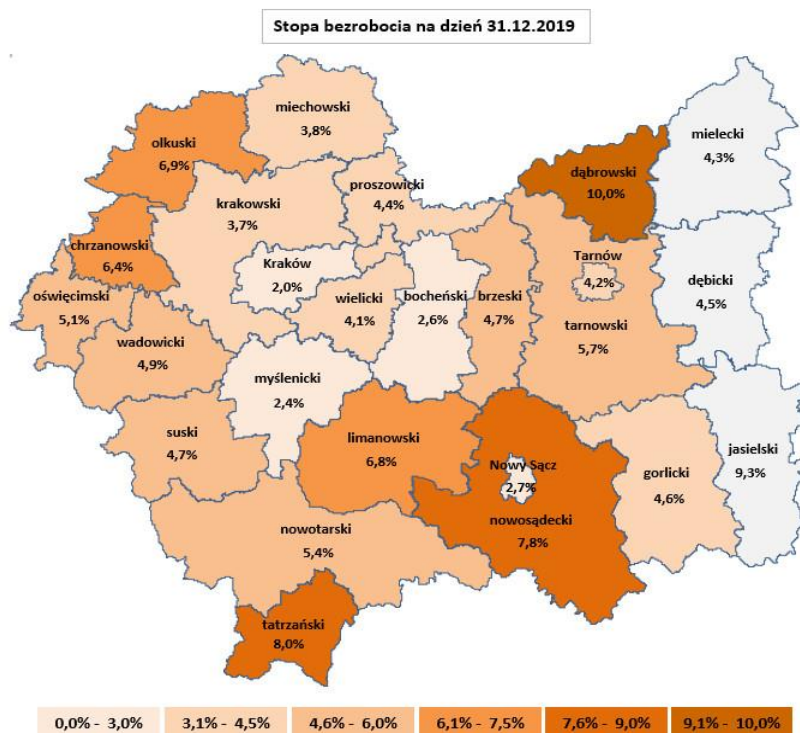 Stopa bezrobocia na dzień 31.12.2019
miechowski
3,8%
olkuski
6,9%
mielecki
4,3%
dąbrowski
10,0%
proszowicki
4,4%
krakowski
3,7%
chrzanowski
6,4%
Kraków
2,0%
Tarnów
4,2%
dębicki
4,5%
oświęcimski
5,1%
wielicki
4,1%
bocheński
2,6%
brzeski
4,7%
tarnowski
5,7%
wadowicki
4,9%
myślenicki
2,4%
suski
4,7%
limanowski
6,8%
jasielski
9,3%
Nowy Sącz
2,7%
gorlicki
4,6%
nowosądecki
7,8%
nowotarski
5,4%
tatrzański
8,0%
0,0% - 3,0%
3,1% - 4,5%
4,6% - 6,0%
6,1% - 7,5%
7,6% - 9,0%
9,1% - 10,0%